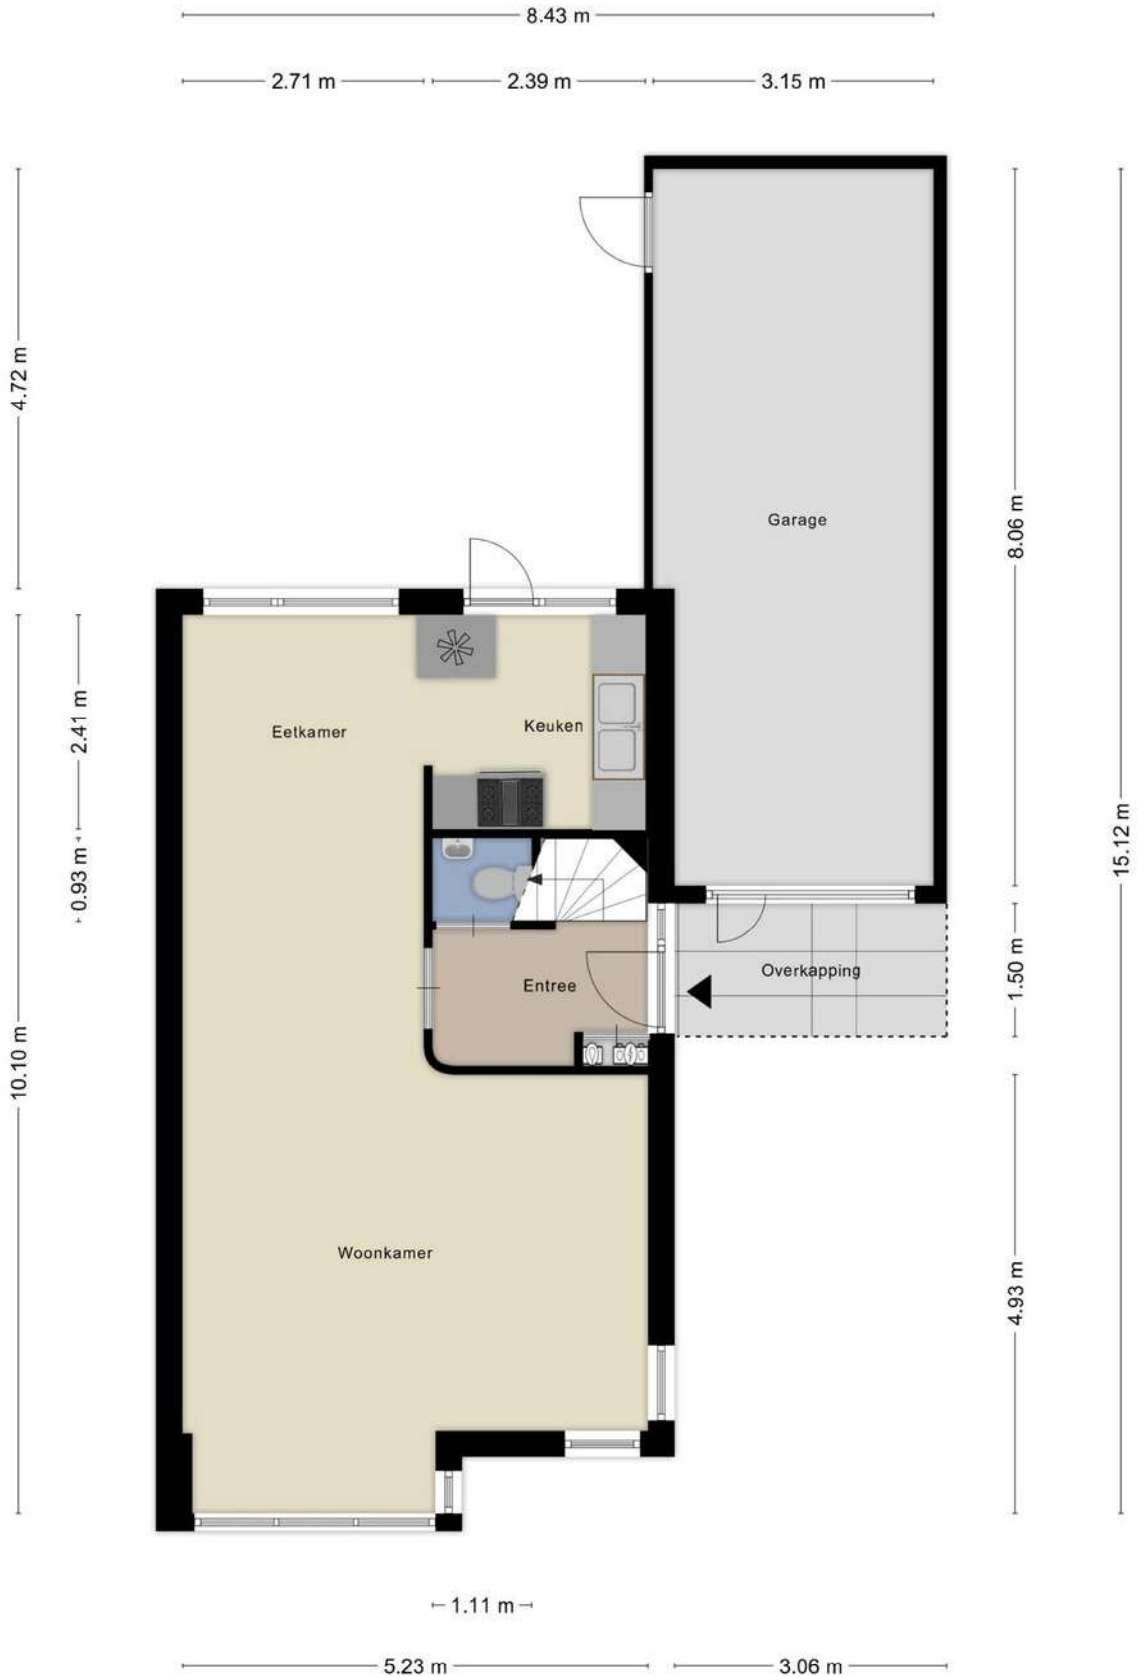 8.43 m
2.71 m
2.39 m
3.15 m
4.72 m
8.06 m
Garage
2.41 m
Eetkamer
Keuken
15.12 m
0.93 m
1.50 m
Overkapping
Entree
10.10 m
Woonkamer
4.93 m
1.11 m
5.23 m
3.06 m